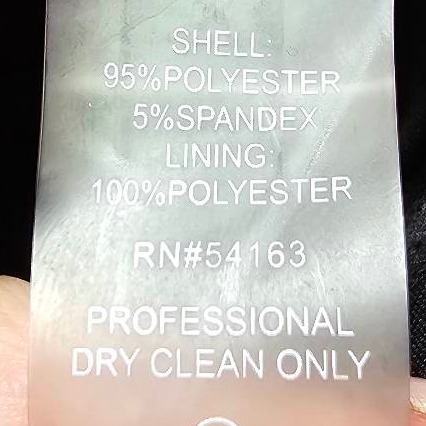 SHELL:
95%POLYESTER
5%SPANDEX
LINING:
100%POLYESTER
RN#54163
PROFESSIONAL
DRY CLEAN ONLY